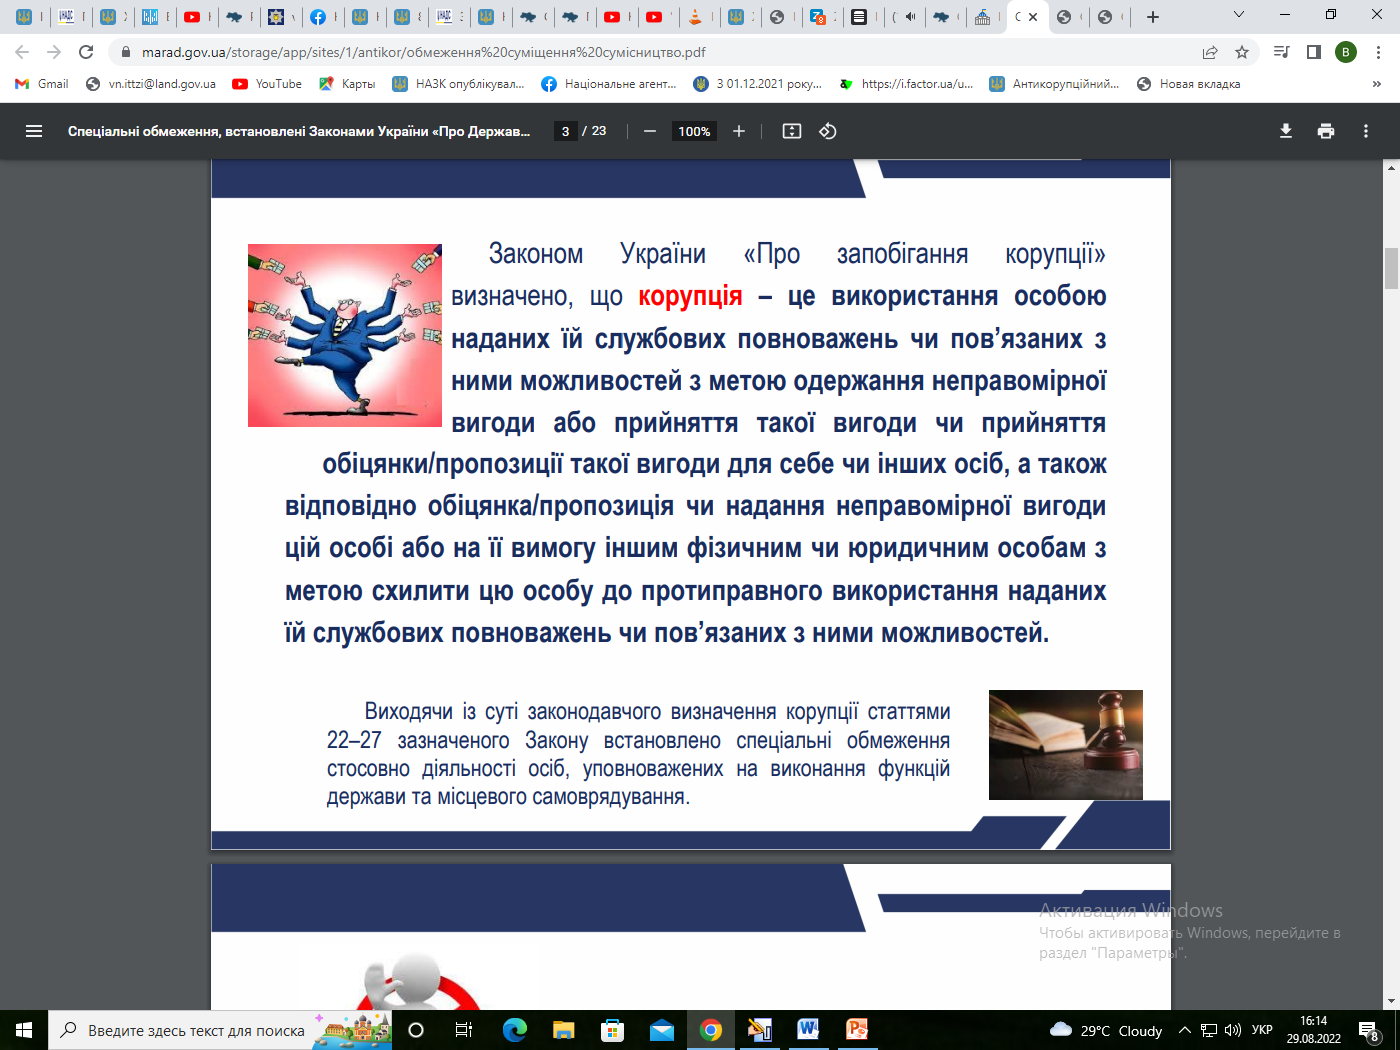 marad.gov.ua/storage/app/sites/1/antikor/обмеження%20суміщення%20сумісництво.pdf
B
Gmail
vn.ittzi@land.gov.ua
YouTube
Карты
НАЗК опублікувал...
Національне агент...
З 01.12.2021 року...
https://i.factor.ua/u...
Антикорупційний...
Новая вкладка
»
Спеціальні обмеження, встановлені Законами України «Про Держав...
3 / 23
100%
Законом України «Про запобігання корупції»
визначено, що корупція – це використання особою
наданих їй службових повноважень чи пов’язаних з
ними можливостей з метою одержання неправомірної
вигоди або прийняття такої вигоди чи прийняття
обіцянки/пропозиції такої вигоди для себе чи інших осіб, а також
відповідно обіцянка/пропозиція чи надання неправомірної вигоди
цій особі або на її вимогу іншим фізичним чи юридичним особам з
метою схилити цю особу до протиправного використання наданих
їй службових повноважень чи пов’язаних з ними можливостей.
Виходячи із суті законодавчого визначення корупції статтями
22–27 зазначеного Закону встановлено спеціальні обмеження
стосовно діяльності осіб, уповноважених на виконання функцій
держави та місцевого самоврядування.
Активация Windows
Чтобы активировать Windows, перейдите в
раздел "Параметры".
Введите здесь текст для поиска
29°C Cloudy
УКР
16:14
29.08.2022
8